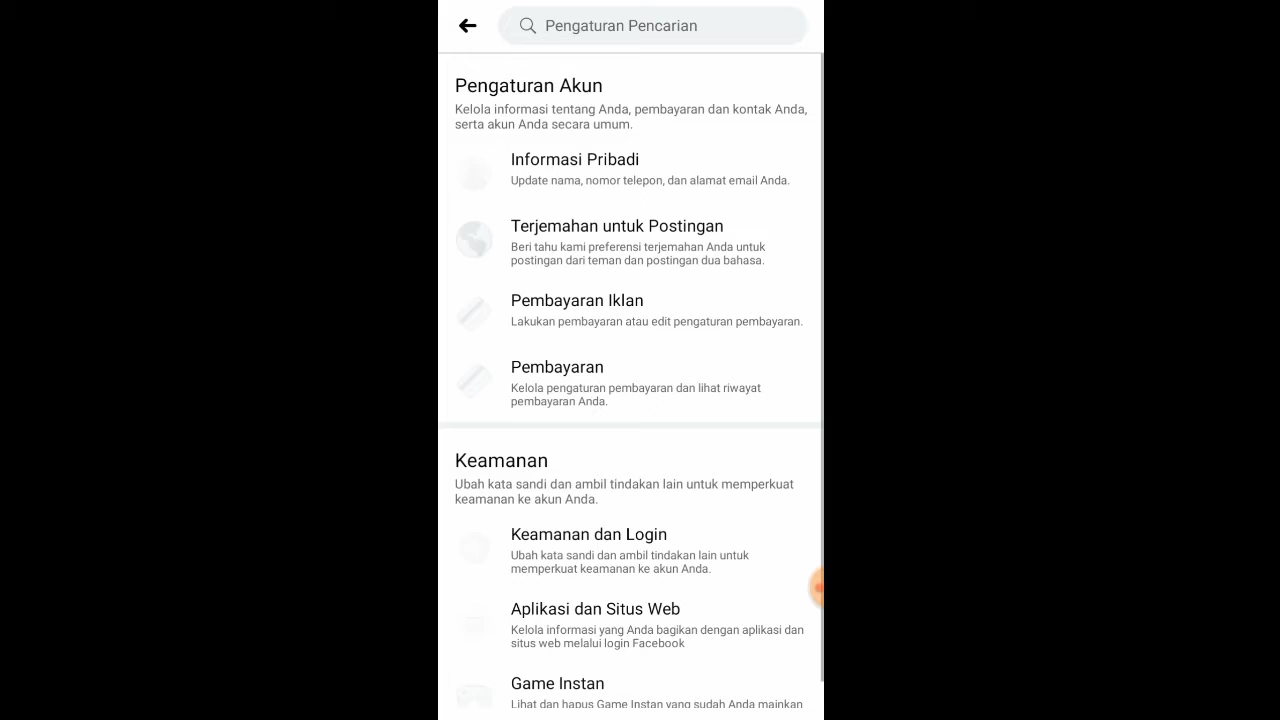 Pengaturan Pencarian
Pengaturan Akun
Kelola informasi tentang Anda, pembayaran dan kontak Anda,
serta akun Anda secara umum.
Informasi Pribadi
Update nama, nomor telepon, dan alamat email Anda.
Terjemahan untuk Postingan
Beri tahu kami preferensi terjemahan Anda untuk
postingan dari teman dan postingan dua bahasa.
Pembayaran Iklan
Lakukan pembayaran atau edit pengaturan pembayaran.
Pembayaran
Kelola pengaturan pembayaran dan lihat riwayat
pembayaran Anda.
Keamanan
Ubah kata sandi dan ambil tindakan lain untuk memperkuat
keamanan ke akun Anda.
Keamanan dan Login
Ubah kata sandi dan ambil tindakan lain untuk
memperkuat keamanan ke akun Anda.
Aplikasi dan Situs Web
Kelola informasi yang Anda bagikan dengan aplikasi dan
situs web melalui login Facebook
Game Instan
Lihat dan hapus Game Instan yang sudah Anda mainkan